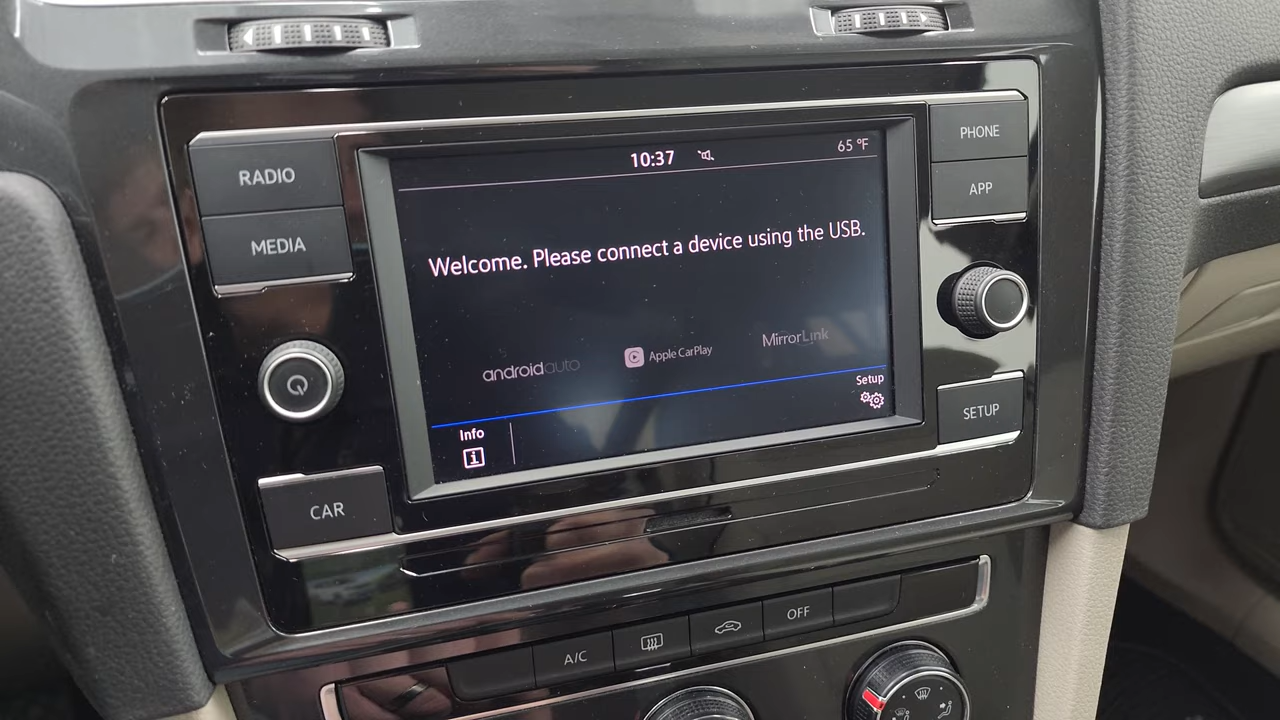 10:37
65 °F
RADIO
PHONE
APP
MEDIA
Welcome. Please connect a device using the USB.
androidauto
Apple CarPlay
MirrorLink
Setup
Info
i
SETUP
CAR
A/C
OFF